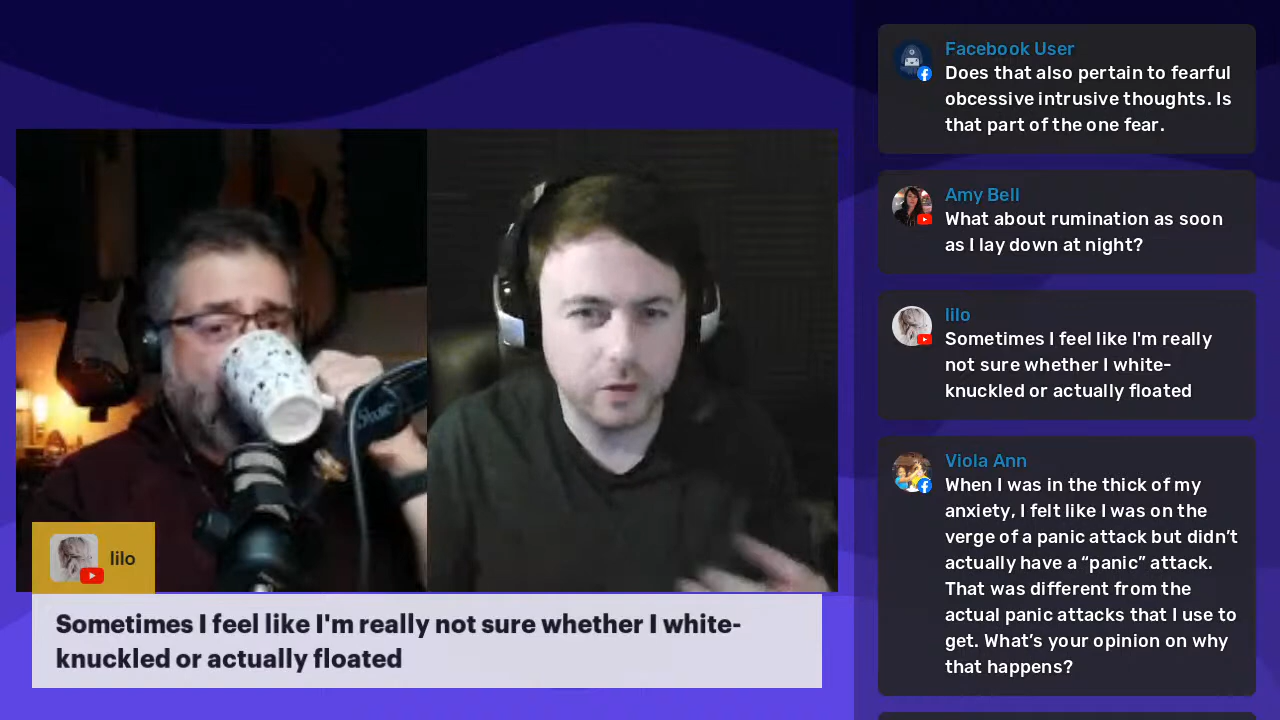 Facebook User
Does that also pertain to fearful
obcessive intrusive thoughts. Is
that part of the one fear.
Amy Bell
What about rumination as soon
as I lay down at night?
lilo
Sometimes I feel like I'm really
not sure whether I white-
knuckled or actually floated
Viola Ann
When I was in the thick of my
anxiety, I felt like I was on the
verge of a panic attack but didn’t
actually have a “panic” attack.
That was different from the
actual panic attacks that I use to
get. What’s your opinion on why
that happens?
lilo
Sometimes I feel like I'm really not sure whether I white-
knuckled or actually floated